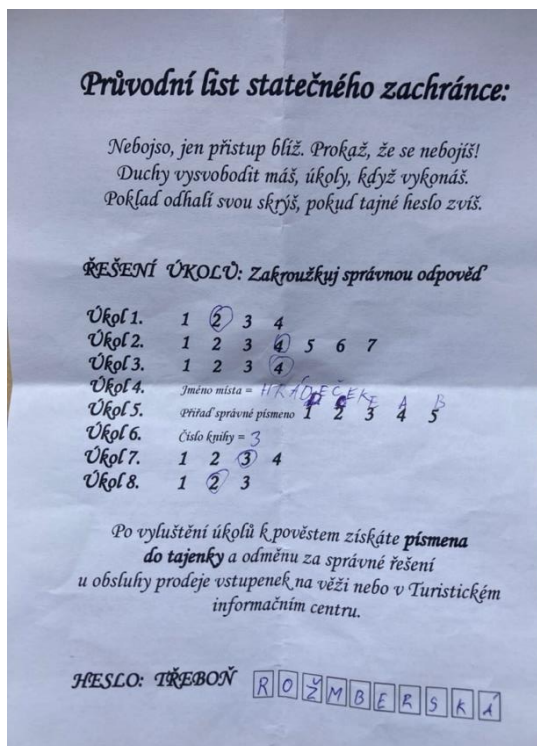 Průvodní list statečného zachránce:
Nebojso, jen přistup blíž. Prokaž, že se nebojíš!
Duchy vysvobodit máš, úkoly, když vykonáš.
Poklad odhalí svou skrýš, pokud tajné heslo zvíš.
ŘEŠENÍ ÚKOLŮ: Zakroužkuj správnou odpověď
Úkol 1. 1 2 3 4
Úkol 2. 1 2 3 4 5 6 7
Úkol 3. 1 2 3 4
Úkol 4. Jméno místa = HRÁDEČEK
Úkol 5. Přiřaď správné písmeno 1 2 3 4 5
E A B
Úkol 6. Číslo knihy = 3
Úkol 7. 1 2 3 4
Úkol 8. 1 2 3
Po vyluštění úkolů k pověstem získáte písmena
do tajenky a odměnu za správné řešení
u obsluhy prodeje vstupenek na věži nebo v Turistickém
informačním centru.
HESLO: TŘEBOŇ ROŽMBERSKÁ